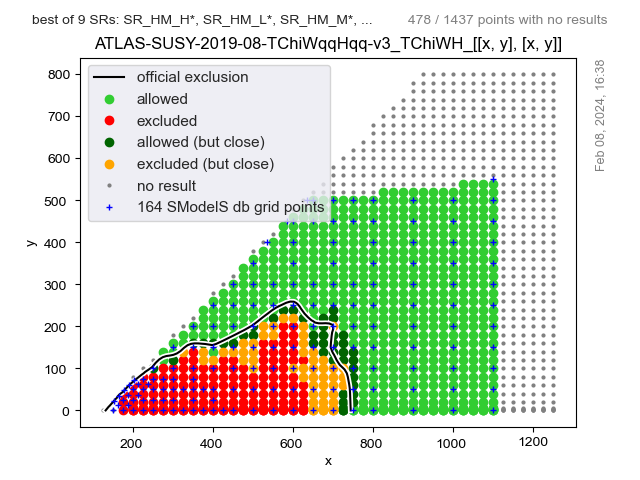 best of 9 SRs: SR_HM_H*, SR_HM_L*, SR_HM_M*, ...
478 / 1437 points with no results
ATLAS-SUSY-2019-08-TChiWqqHqq-v3_TChiWH_[[x, y], [x, y]]
official exclusion
allowed
excluded
allowed (but close)
excluded (but close)
no result
164 SModelS db grid points
800
700
600
500
400
300
200
100
0
y
200
400
600
800
1000
1200
x
Feb 08, 2024, 16:38